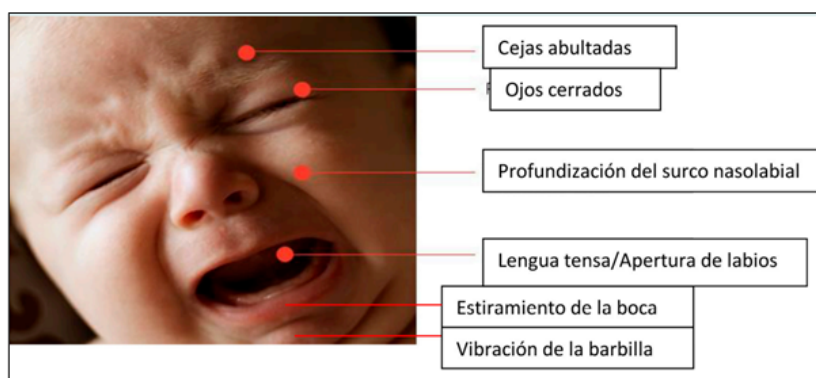 Cejas abultadas
Ojos cerrados
Profundización del surco nasolabial
Lengua tensa/Apertura de labios
Estiramiento de la boca
Vibración de la barbilla